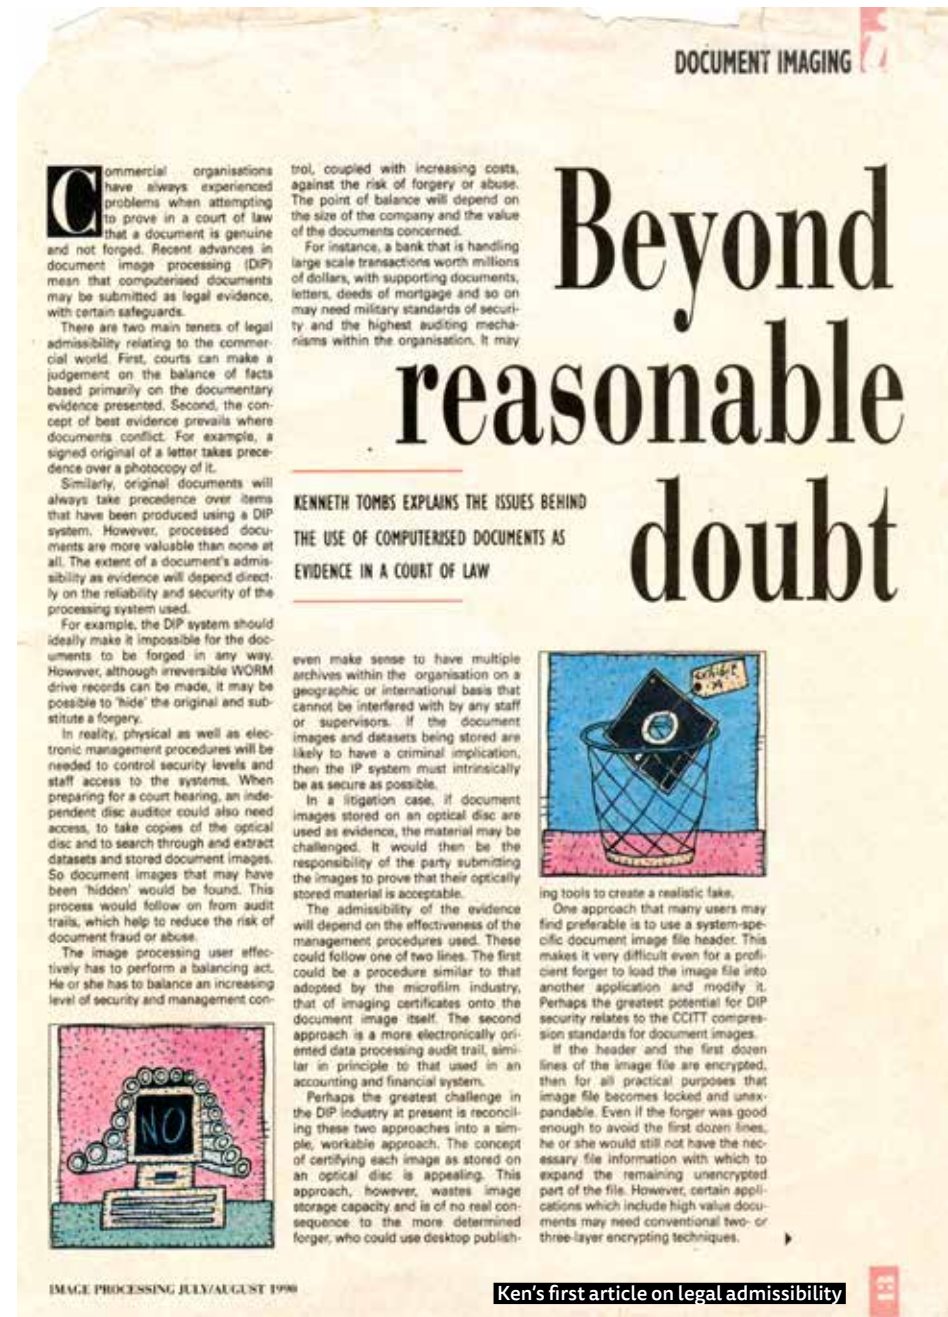 DOCUMENT IMAGING
Beyond
reasonable
doubt
KENNETH TOMBS EXPLAINS THE ISSUES BEHIND
THE USE OF COMPUTERISED DOCUMENTS AS
EVIDENCE IN A COURT OF LAW
Commercial organisations
have always experienced
problems when attempting
to prove in a court of law
that a document is genuine
and not forged. Recent advances in
document image processing (DIP)
mean that computerised documents
may be submitted as legal evidence,
with certain safeguards.
There are two main tenets of legal
admissibility relating to the commer-
cial world. First, courts can make a
judgement on the balance of facts
based primarily on the documentary
evidence presented. Second, the con-
cept of best evidence prevails where
documents conflict. For example, a
signed original of a letter takes prece-
dence over a photocopy of it.
Similarly, original documents will
always take precedence over items
that have been produced using a DIP
system. However, processed docu-
ments are more valuable than none at
all. The extent of a document's admis-
sibility as evidence will depend direct-
ly on the reliability and security of the
processing system used.
For example, the DIP system should
ideally make it impossible for the doc-
uments to be forged in any way.
However, although irreversible WORM
drive records can be made, it may be
possible to 'hide' the original and sub-
stitute a forgery.
In reality, physical as well as elec-
tronic management procedures will be
needed to control security levels and
staff access to the systems. When
preparing for a court hearing, an inde-
pendent disc auditor could also need
access, to take copies of the optical
disc and to search through and extract
datasets and stored document images.
So document images that may have
been 'hidden' would be found. This
process would follow on from audit
trails, which help to reduce the risk of
document fraud or abuse.
The image processing user effec-
tively has to perform a balancing act.
He or she has to balance an increasing
level of security and management con-
NO
trol, coupled with increasing costs,
against the risk of forgery or abuse.
The point of balance will depend on
the size of the company and the value
of the documents concerned.
For instance, a bank that is handling
large scale transactions worth millions
of dollars, with supporting documents,
letters, deeds of mortgage and so on
may need military standards of securi-
ty and the highest auditing mecha-
nisms within the organisation. It may
even make sense to have multiple
archives within the organisation on a
geographic or international basis that
cannot be interfered with by any staff
or supervisors. If the document
images and datasets being stored are
likely to have a criminal implication,
then the IP system must intrinsically
be as secure as possible.
In a litigation case, if document
images stored on an optical disc are
used as evidence, the material may be
challenged. It would then be the
responsibility of the party submitting
the images to prove that their optically
stored material is acceptable.
The admissibility of the evidence
will depend on the effectiveness of the
management procedures used. These
could follow one of two lines. The first
could be a procedure similar to that
adopted by the microfilm industry,
that of imaging certificates onto the
document image itself. The second
approach is a more electronically ori-
ented data processing audit trail, simi-
lar in principle to that used in an
accounting and financial system.
Perhaps the greatest challenge in
the DIP industry at present is reconcil-
ing these two approaches into a sim-
ple, workable approach. The concept
of certifying each image as stored on
an optical disc is appealing. This
approach, however, wastes image
storage capacity and is of no real con-
sequence to the more determined
forger, who could use desktop publish-
ing tools to create a realistic fake.
One approach that many users may
find preferable is to use a system-spe-
cific document image file header. This
makes it very difficult even for a profi-
cient forger to load the image file into
another application and modify it.
Perhaps the greatest potential for DIP
security relates to the CCITT compres-
sion standards for document images.
If the header and the first dozen
lines of the image file are encrypted,
then for all practical purposes that
image file becomes locked and unex-
pandable. Even if the forger was good
enough to avoid the first dozen lines,
he or she would still not have the nec-
essary file information with which to
expand the remaining unencrypted
part of the file. However, certain appli-
cations which include high value docu-
ments may need conventional two- or
three-layer encrypting techniques.
IMAGE PROCESSING JULY/AUGUST 1990
Ken's first article on legal admissibility